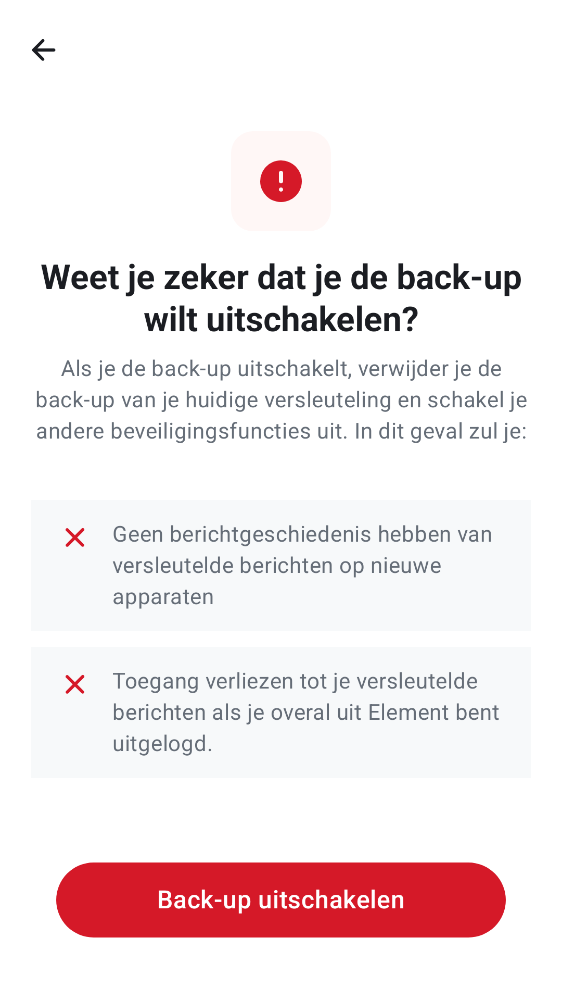 Weet je zeker dat je de back-up
wilt uitschakelen?
Als je de back-up uitschakelt, verwijder je de
back-up van je huidige versleuteling en schakel je
andere beveiligingsfuncties uit. In dit geval zul je:
Geen berichtgeschiedenis hebben van
versleutelde berichten op nieuwe
apparaten
Toegang verliezen tot je versleutelde
berichten als je overal uit Element bent
uitgelogd.
Back-up uitschakelen